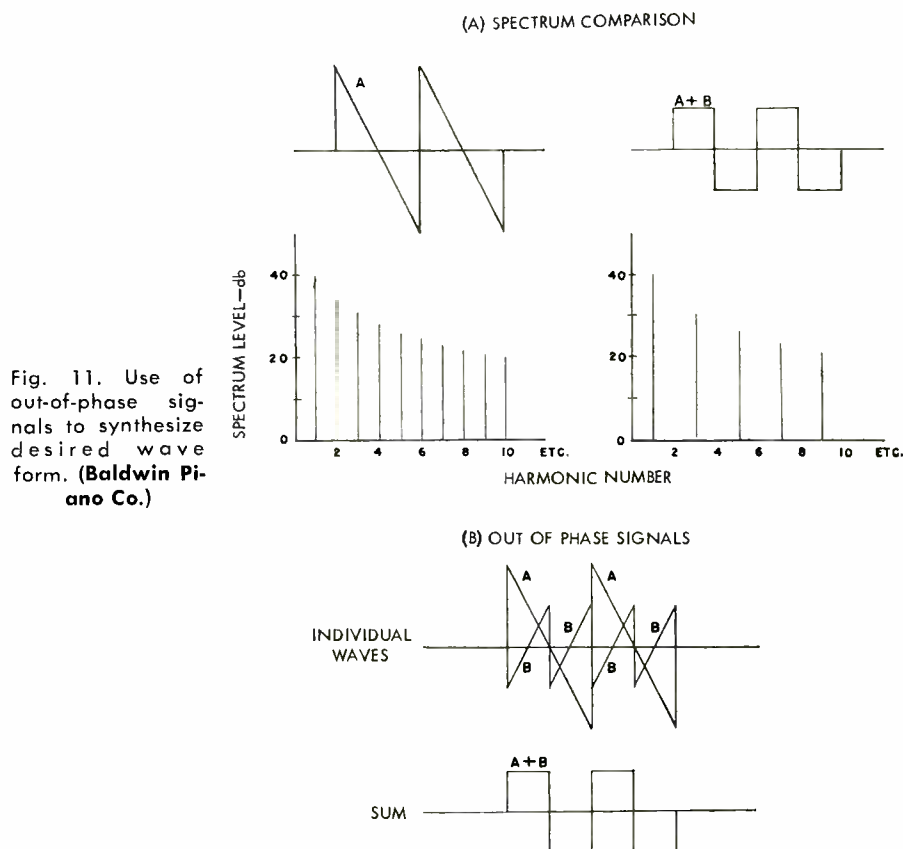 (A) SPECTRUM COMPARISON
A
A+B
SPECTRUM LEVEL—db
40
20
0
2 4 6 8 10 ETC.
40
20
0
2 4 6 8 10 ETC.
HARMONIC NUMBER
Fig. 11. Use of
out-of-phase sig-
nals to synthesize
desired wave
form. (Baldwin Pi-
ano Co.)
(B) OUT OF PHASE SIGNALS
INDIVIDUAL
WAVES
A
A
B
B
B
B
A+B
SUM